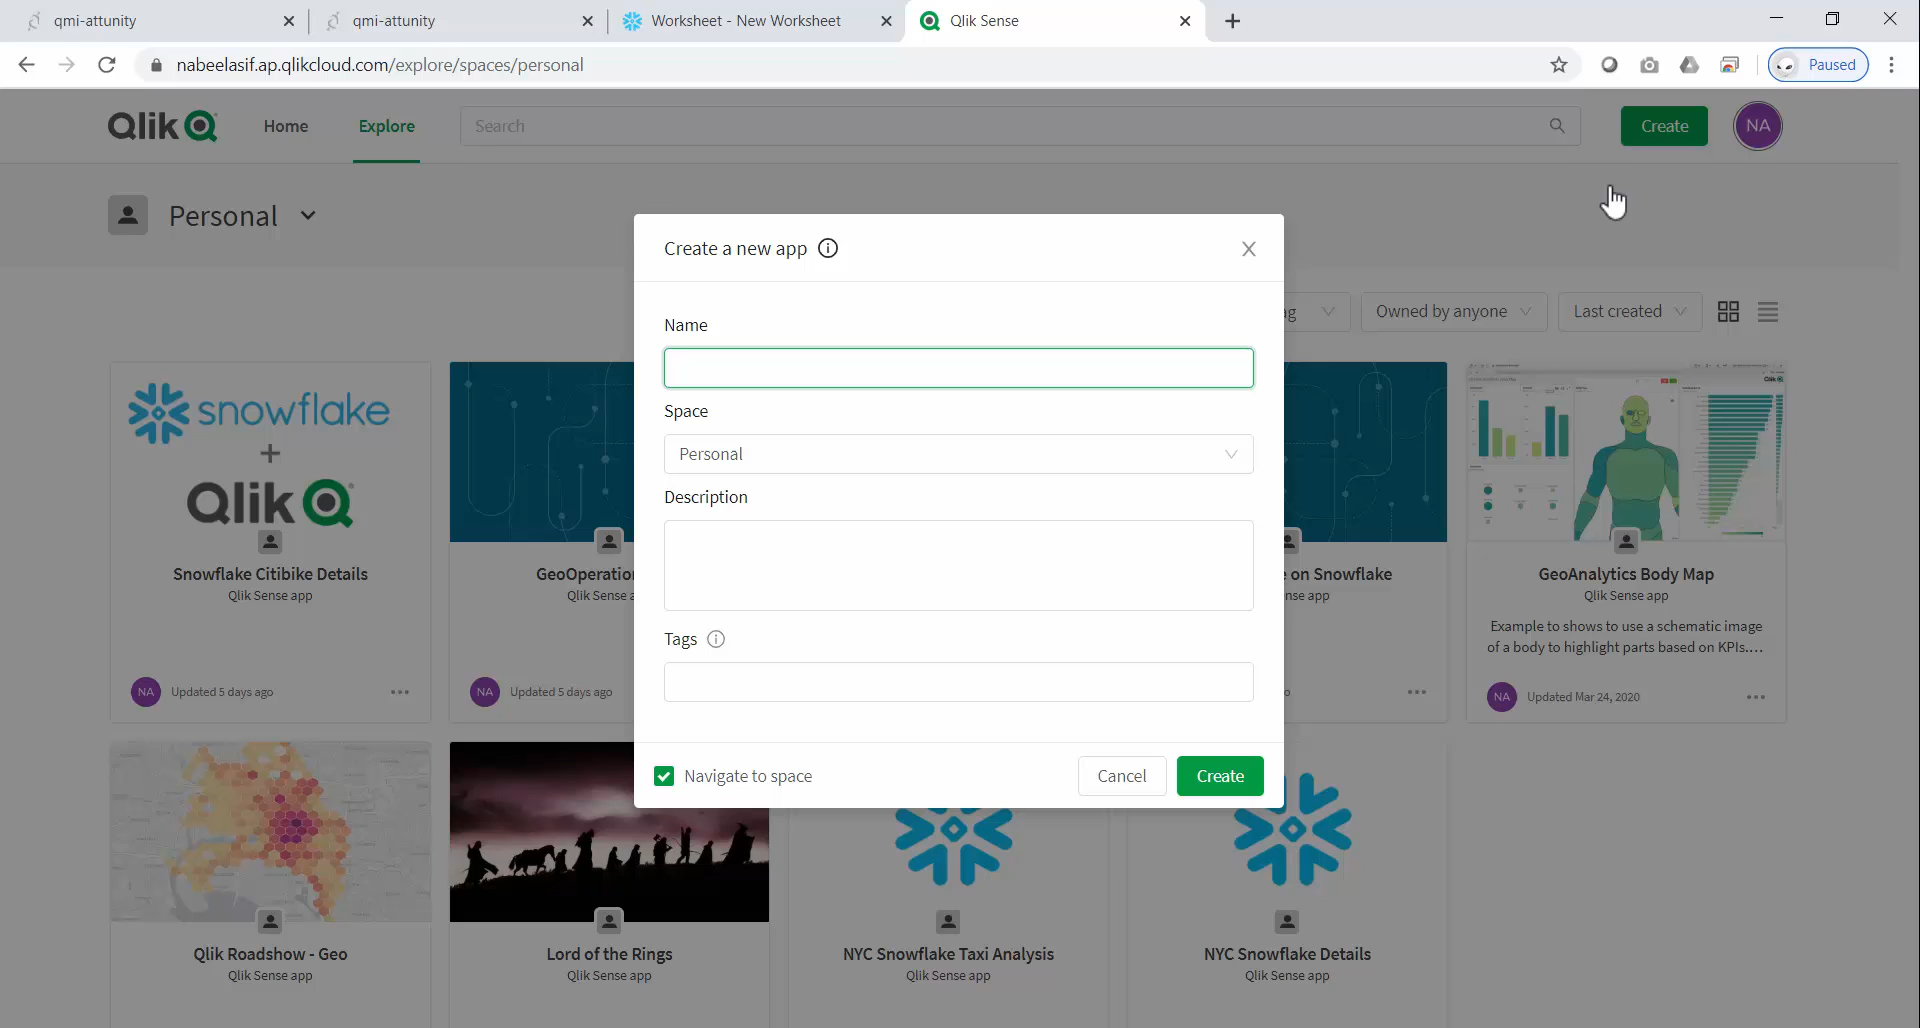 qmi-attunity
qmi-attunity
Worksheet - New Worksheet
Qlik Sense
nabeelasif.ap.qlikcloud.com/explore/spaces/personal
Paused
Qlik
Home
Explore
Search
Create
NA
Personal
ag
Owned by anyone
Last created
Create a new app
Name
Space
Personal
Description
Tags
Navigate to space
Cancel
Create
snowflake
+
Qlik
Snowflake Citibike Details
Qlik Sense app
NA
Updated 5 days ago
GeoOperation
Qlik Sense a
NA
Updated 5 days ago
e on Snowflake
nse app
o
Qlik
GeoAnalytics Body Map
Qlik Sense app
Example to shows to use a schematic image
of a body to highlight parts based on KPIs....
NA
Updated Mar 24, 2020
Qlik Roadshow - Geo
Qlik Sense app
Lord of the Rings
Qlik Sense app
NYC Snowflake Taxi Analysis
Qlik Sense app
NYC Snowflake Details
Qlik Sense app